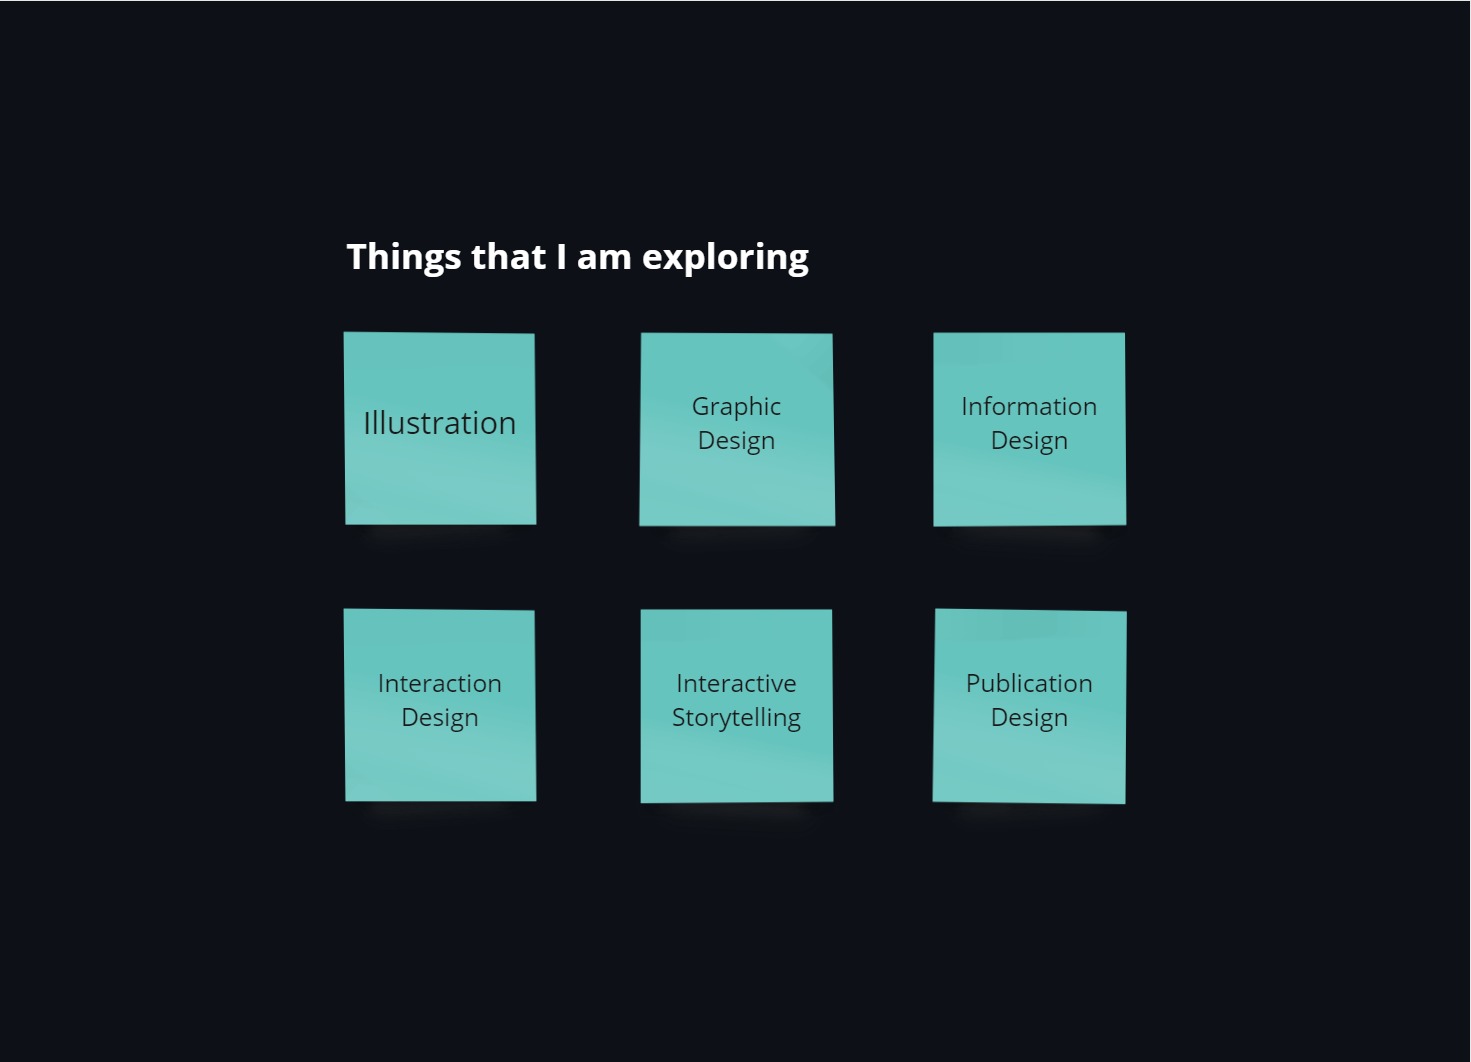 Things that I am exploring
Illustration
Graphic
Design
Information
Design
Interaction
Design
Interactive
Storytelling
Publication
Design